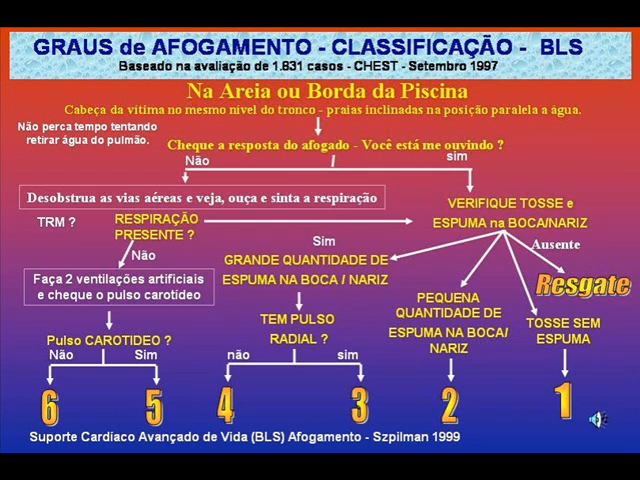 GRAUS de AFOGAMENTO - CLASSIFICAÇÃO - BLS
Baseado na avaliação de 1.831 casos - CHEST - Setembro 1997
Na Areia ou Borda da Piscina
Cabeça da vítima no mesmo nível do tronco - praias inclinadas na posição paralela a água.
Não perca tempo tentando
retirar água do pulmão.
Cheque a resposta do afogado - Você está me ouvindo ?
Não
sim
Desobstrua as vias aéreas e veja, ouça e sinta a respiração
VERIFIQUE TOSSE e
ESPUMA na BOCA/NARIZ
TRM ?
RESPIRAÇÃO
PRESENTE ?
Sim
Ausente
Não
GRANDE QUANTIDADE DE
ESPUMA NA BOCA / NARIZ
Resgate
Faça 2 ventilações artificiais
e cheque o pulso carotídeo
PEQUENA
QUANTIDADE DE
ESPUMA NA BOCA/
NARIZ
TEM PULSO
RADIAL ?
TOSSE SEM
ESPUMA
Pulso CAROTIDEO ?
Não
Sim
não
sim
6
5
4
3
2
1
Suporte Cardíaco Avançado de Vida (BLS) Afogamento - Szpilman 1999